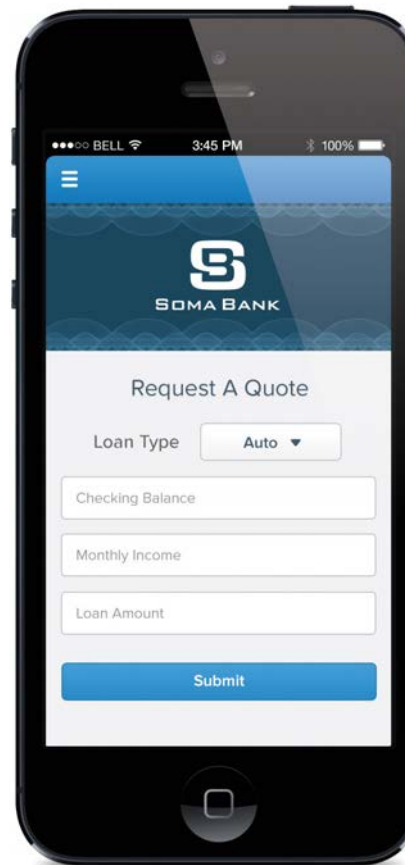 BELL 3:45 PM 100%
SOMA BANK
Request A Quote
Loan Type Auto
Checking Balance
Monthly Income
Loan Amount
Submit